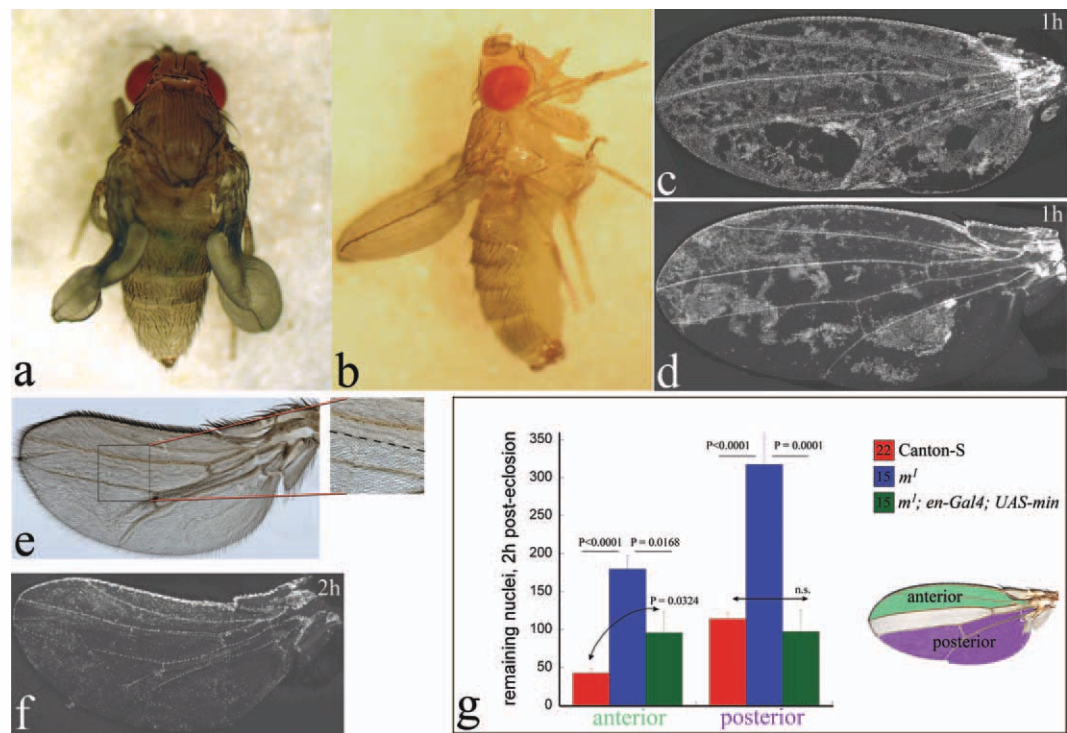 a
b
1h
c
1h
d
e
2h
f
g
remaining nuclei, 2h post-eclosion
350
300
250
200
150
100
50
0
P<0.0001
P = 0.0168
P = 0.0324
P<0.0001
P = 0.0001
n.s.
anterior
posterior
22 Canton-S
15 m¹
15 m¹; en-Gal4; UAS-min
anterior
posterior